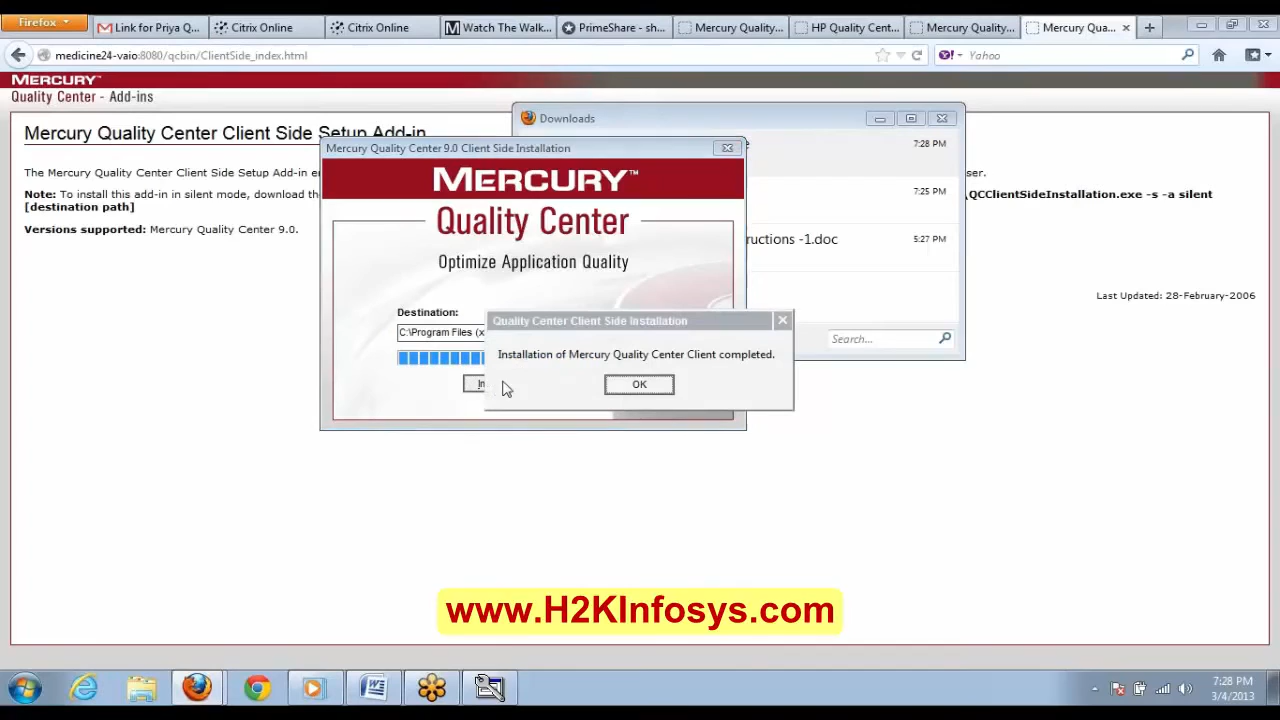 Firefox
Link for Priya Q...
Citrix Online
Citrix Online
Watch The Walk...
PrimeShare - sh...
Mercury Quality...
HP Quality Cent...
Mercury Quality...
Mercury Qua...
medicine24-vaio:8080/qcbin/ClientSide_index.html
Yahoo
MERCURY™
Quality Center - Add-ins
Mercury Quality Center Client Side Setup Add-in
Downloads
7:28 PM
Mercury Quality Center 9.0 Client Side Installation
The Mercury Quality Center Client Side Setup Add-in
ser.
MERCURY™
Note: To install this add-in in silent mode, download the
7:25 PM
\QCClientSideInstallation.exe -s -a silent
[destination path]
Quality Center
Versions supported: Mercury Quality Center 9.0.
uctions -1.doc
5:27 PM
Optimize Application Quality
Last Updated: 28-February-2006
Destination:
Quality Center Client Side Installation
C:\Program Files (x
Search...
Installation of Mercury Quality Center Client completed.
In
OK
www.H2KInfosys.com
7:28 PM
3/4/2013